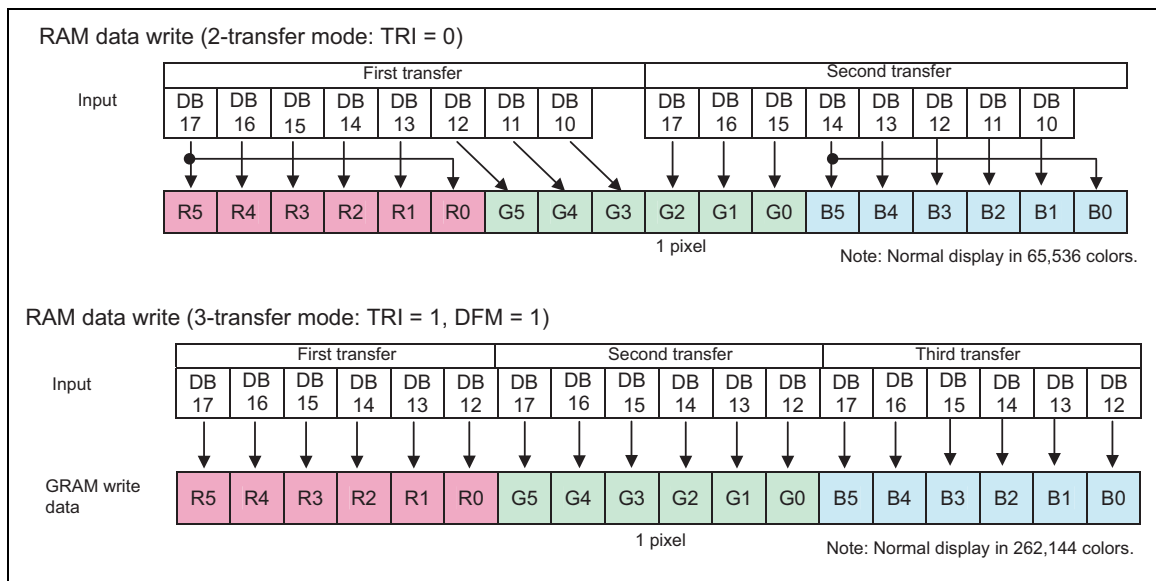 RAM data write (2-transfer mode: TRI = 0)
First transfer Second transfer
Input
DB 17 DB 16 DB 15 DB 14 DB 13 DB 12 DB 11 DB 10 DB 17 DB 16 DB 15 DB 14 DB 13 DB 12 DB 11 DB 10
R5 R4 R3 R2 R1 R0 G5 G4 G3 G2 G1 G0 B5 B4 B3 B2 B1 B0
1 pixel
Note: Normal display in 65,536 colors.
RAM data write (3-transfer mode: TRI = 1, DFM = 1)
First transfer Second transfer Third transfer
Input
DB 17 DB 16 DB 15 DB 14 DB 13 DB 12 DB 17 DB 16 DB 15 DB 14 DB 13 DB 12 DB 17 DB 16 DB 15 DB 14 DB 13 DB 12
GRAM write
data
R5 R4 R3 R2 R1 R0 G5 G4 G3 G2 G1 G0 B5 B4 B3 B2 B1 B0
1 pixel
Note: Normal display in 262,144 colors.